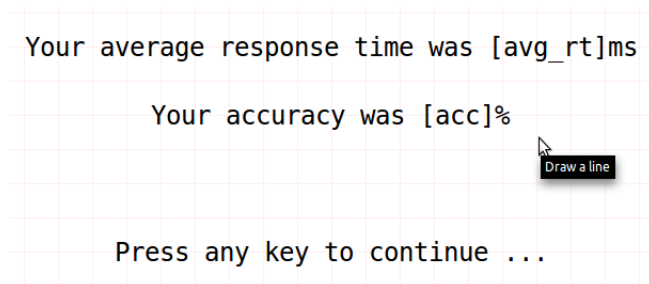 Your average response time was [avg_rt]ms
Your accuracy was [acc]%
Draw a line
Press any key to continue ...